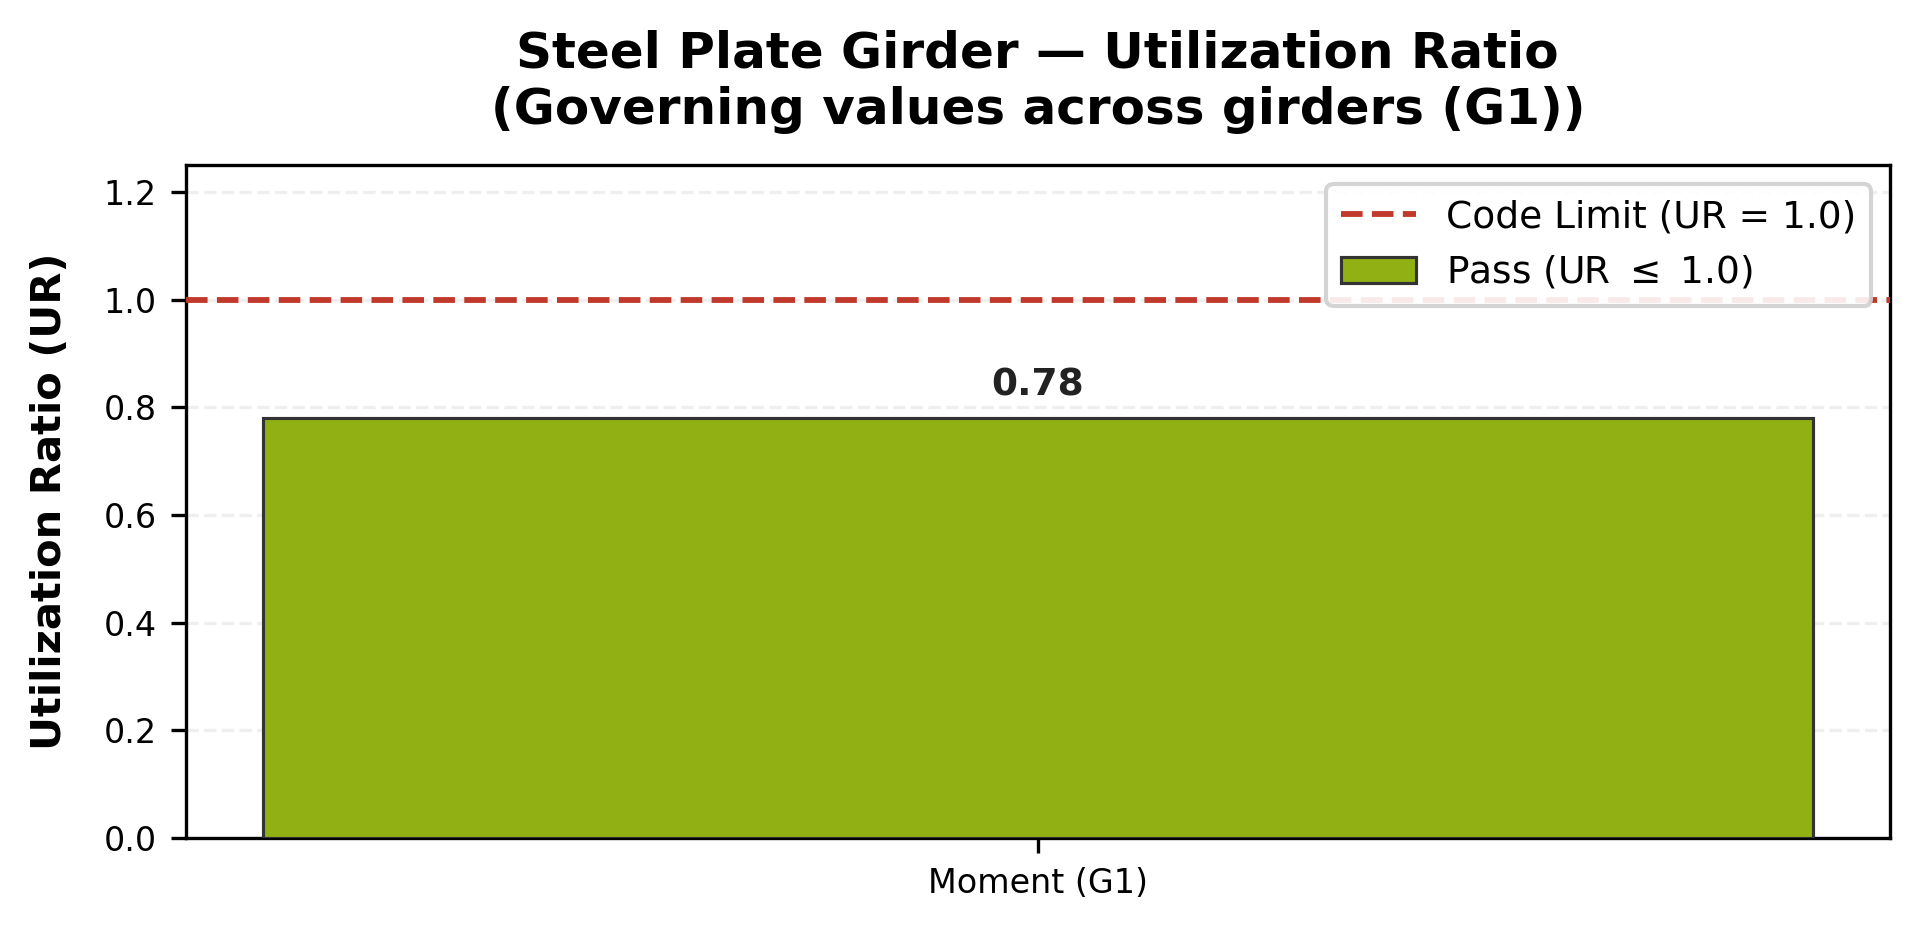 Steel Plate Girder — Utilization Ratio
(Governing values across girders (G1))
Utilization Ratio (UR)
1.2
1.0
0.8
0.6
0.4
0.2
0.0
Code Limit (UR = 1.0)
Pass (UR ≤ 1.0)
0.78
Moment (G1)